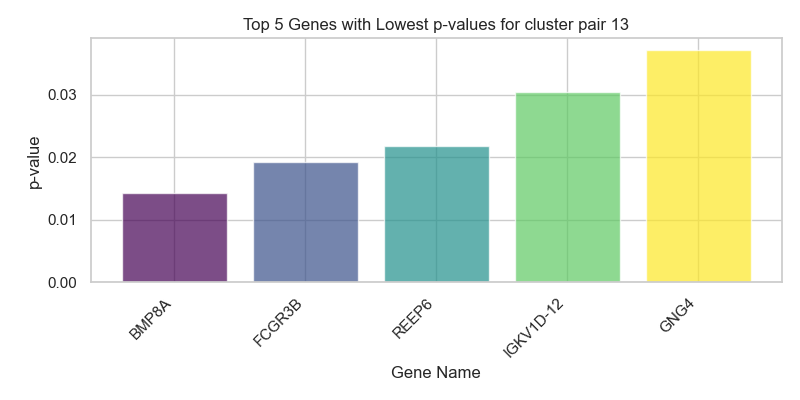 Top 5 Genes with Lowest p-values for cluster pair 13
p-value
0.03
0.02
0.01
0.00
BMP8A
FCGR3B
REEP6
IGKV1D-12
GNG4
Gene Name